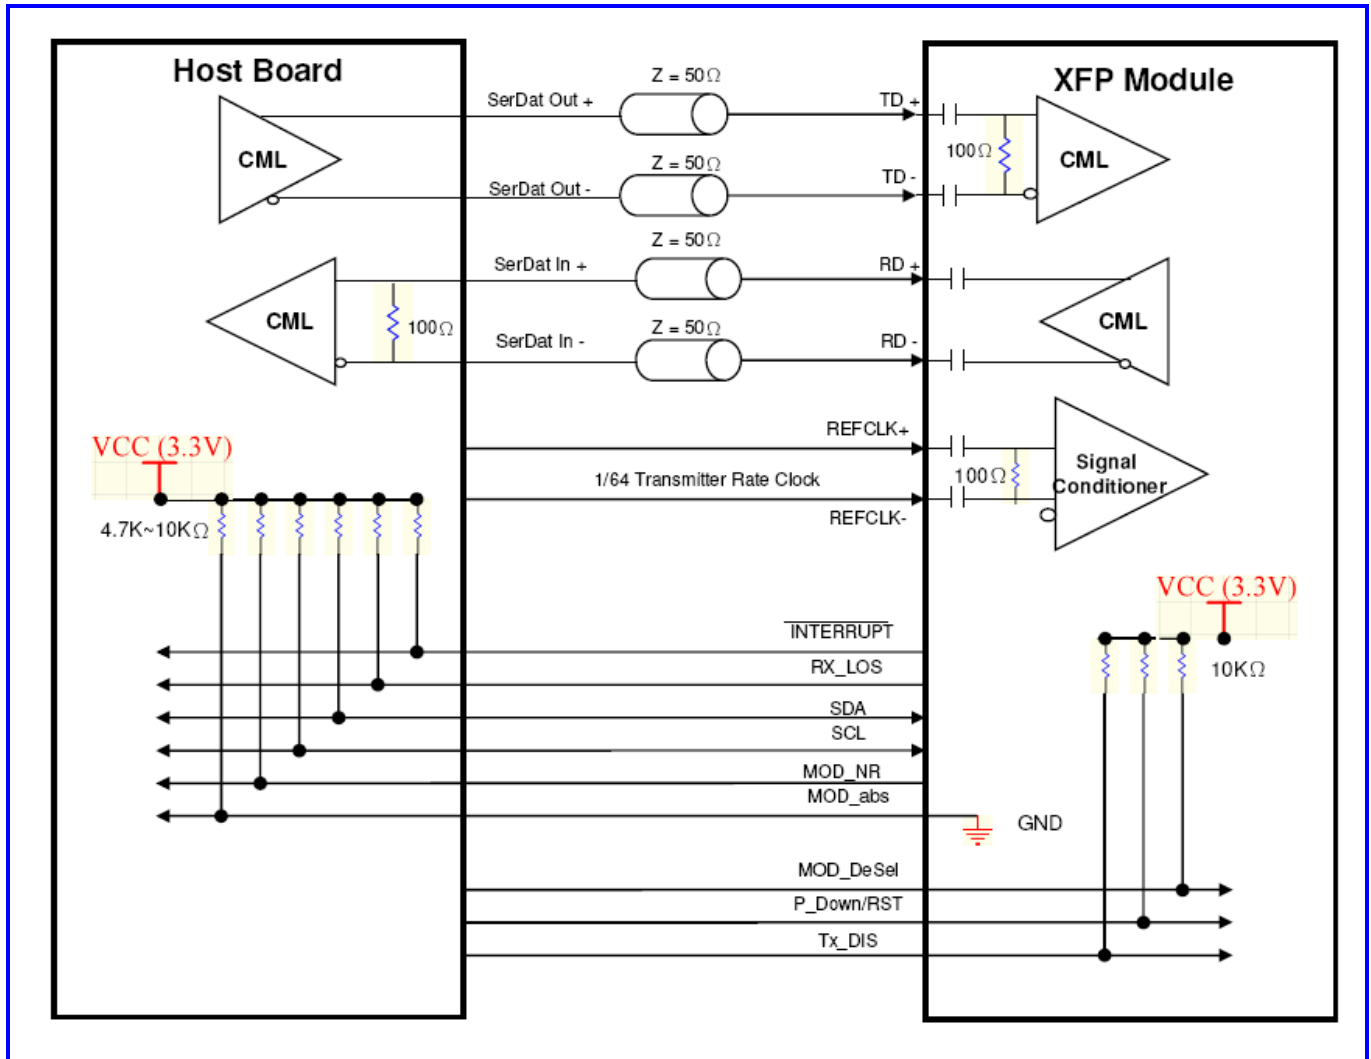 Host Board
XFP Module
Z = 50Ω
SerDat Out +
TD +
CML
100Ω
CML
Z = 50Ω
SerDat Out -
TD -
Z = 50Ω
SerDat In +
RD +
CML
100Ω
CML
Z = 50Ω
SerDat In -
RD -
VCC (3.3V)
REFCLK+
1/64 Transmitter Rate Clock
100Ω
Signal
Conditioner
REFCLK-
4.7K~10KΩ
VCC (3.3V)
10KΩ
INTERRUPT
RX_LOS
SDA
SCL
MOD_NR
MOD_abs
GND
MOD_DeSel
P_Down/RST
Tx_DIS